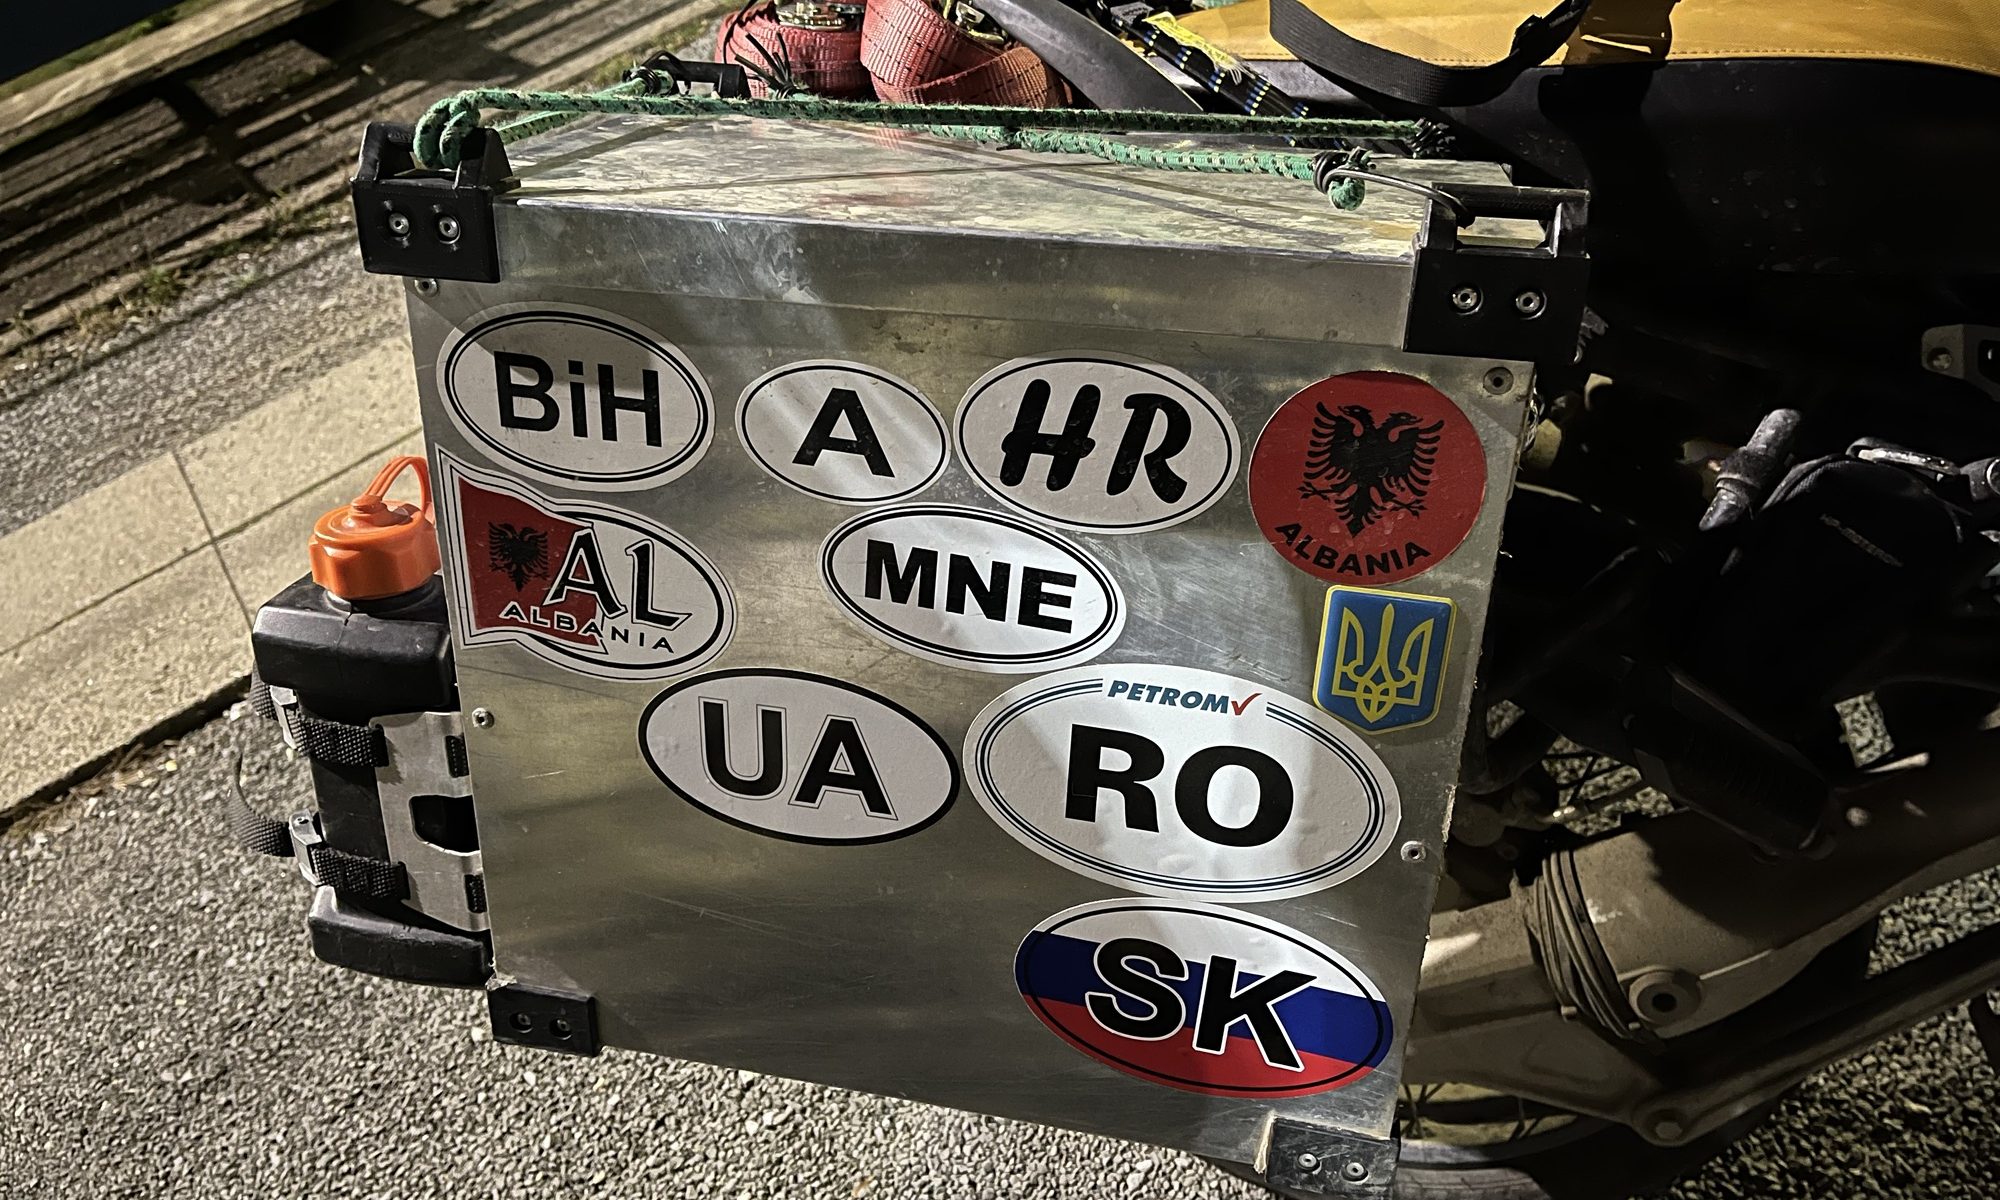 BiH
A
HR
ALBANIA
AL
ALBANIA
MNE
UA
PETROM
RO
SK